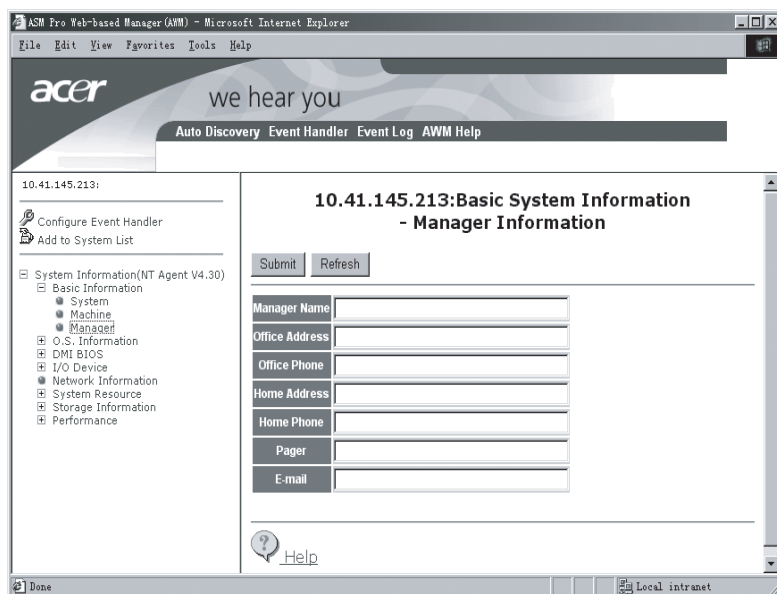 ASM Pro Web-based Manager(AWM) - Microsoft Internet Explorer
File Edit View Favorites Tools Help
acer
we hear you
Auto Discovery Event Handler Event Log AWM Help
10.41.145.213:
Configure Event Handler
Add to System List
System Information(NT Agent V4.30)
Basic Information
System
Machine
Manager
O.S. Information
DMI BIOS
I/O Device
Network Information
System Resource
Storage Information
Performance
10.41.145.213:Basic System Information
- Manager Information
Submit Refresh
Manager Name
Office Address
Office Phone
Home Address
Home Phone
Pager
E-mail
Help
Done
Local intranet